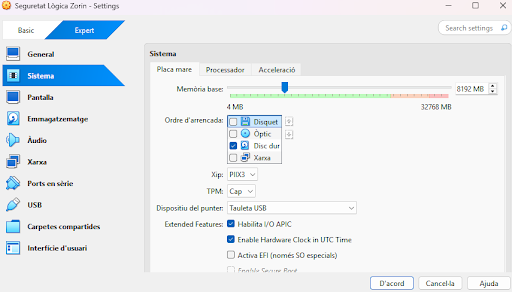 Seguretat Lògica Zorin - Settings
Basic Expert Search settings
General
Sistema
Pantalla
Emmagatzematge
Àudio
Xarxa
Ports en sèrie
USB
Carpetes compartides
Interfície d'usuari
Sistema
Placa mare Processador Acceleració
Memòria base: 8192 MB
4 MB 32768 MB
Ordre d'arrencada: Disquet
Òptic
Disc dur
Xarxa
Xip: PIIX3
TPM: Cap
Dispositiu del punter: Tauleta USB
Extended Features: Habilita I/O APIC
Enable Hardware Clock in UTC Time
Activa EFI (només SO especials)
Enable Secure Boot
D'acord Cancel·la Ajuda